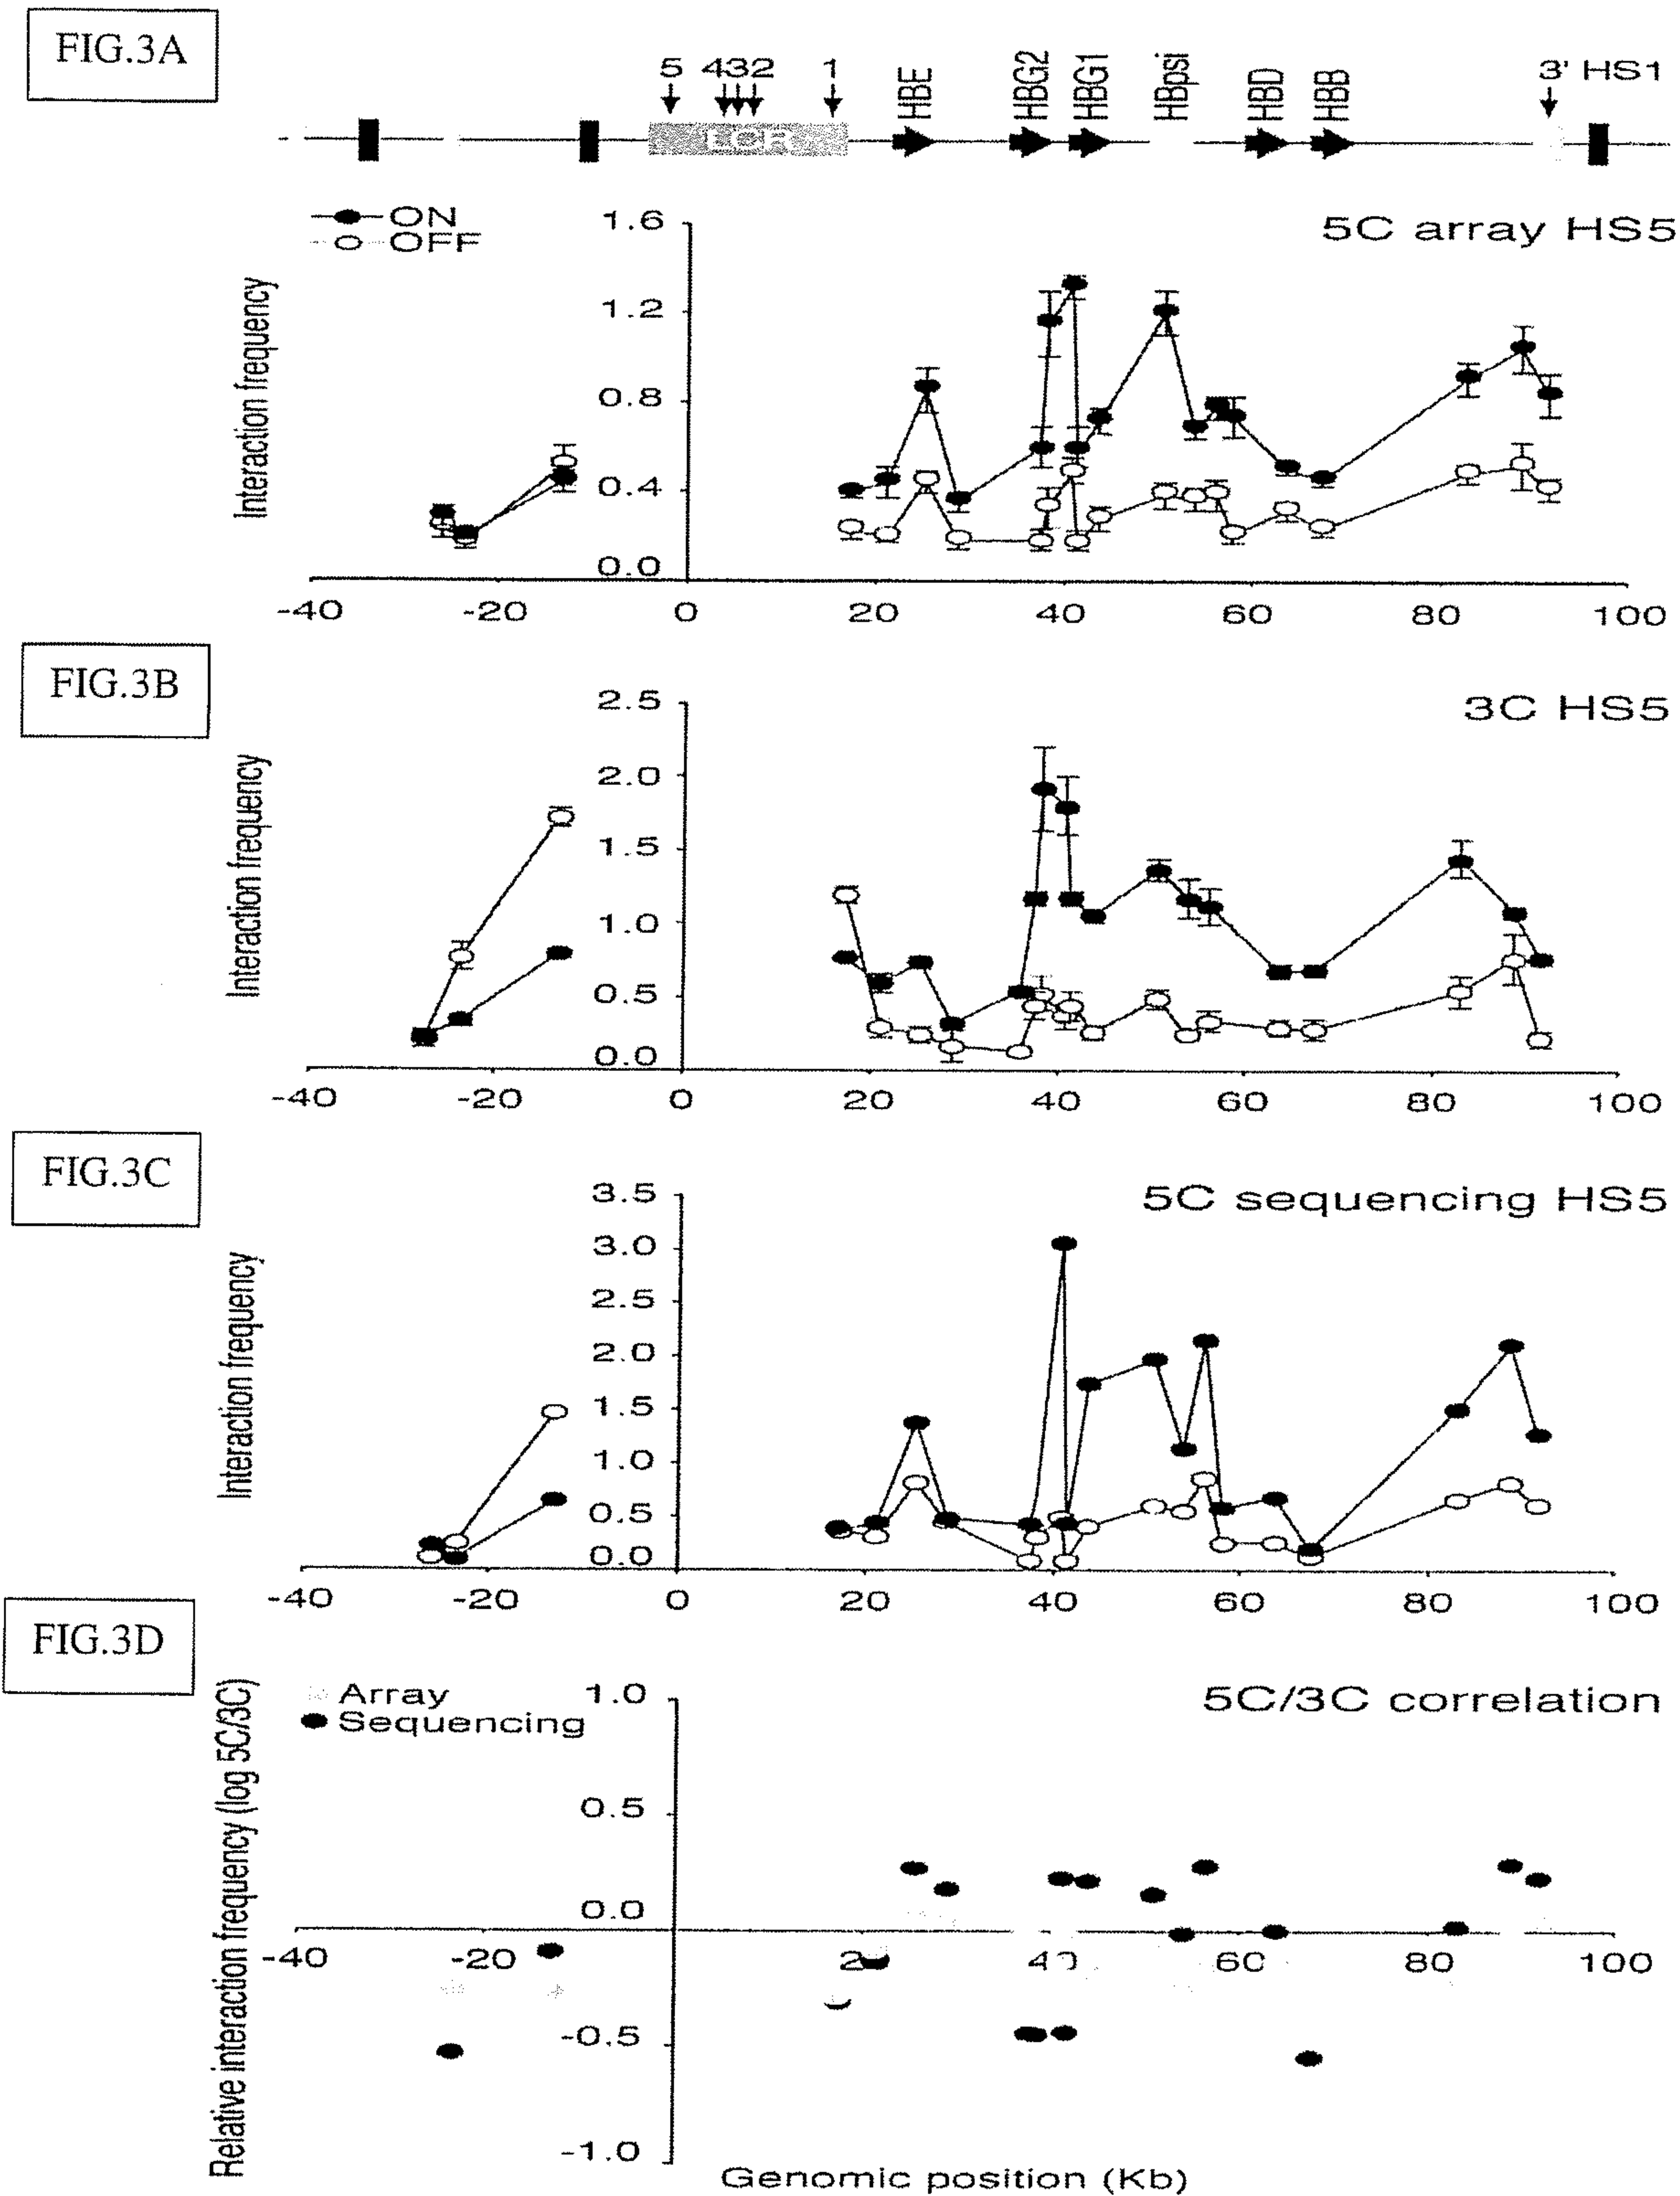 FIG.3A
5 4 3 2 1 HBE HBG2 HBG1 HBpsi HBD HBB 3' HS1
LCR
ON
OFF
5C array HS5
Interaction frequency
1.6
1.2
0.8
0.4
0.0
-40 -20 0 20 40 60 80 100
FIG.3B
3C HS5
Interaction frequency
2.5
2.0
1.5
1.0
0.5
0.0
-40 -20 0 20 40 60 80 100
FIG.3C
5C sequencing HS5
Interaction frequency
3.5
3.0
2.5
2.0
1.5
1.0
0.5
0.0
-40 -20 0 20 40 60 80 100
FIG.3D
Array
Sequencing
5C/3C correlation
Relative interaction frequency (log 5C/3C)
1.0
0.5
0.0
-40 -20 60 80 100
-0.5
-1.0
Genomic position (Kb)